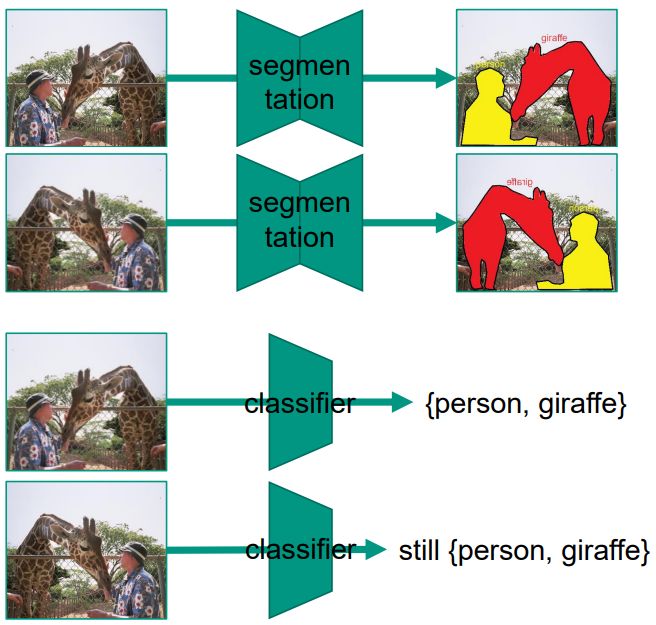 giraffe
person
segmen
tation
giraffe
person
segmen
tation
classifier
{person, giraffe}
classifier
still {person, giraffe}